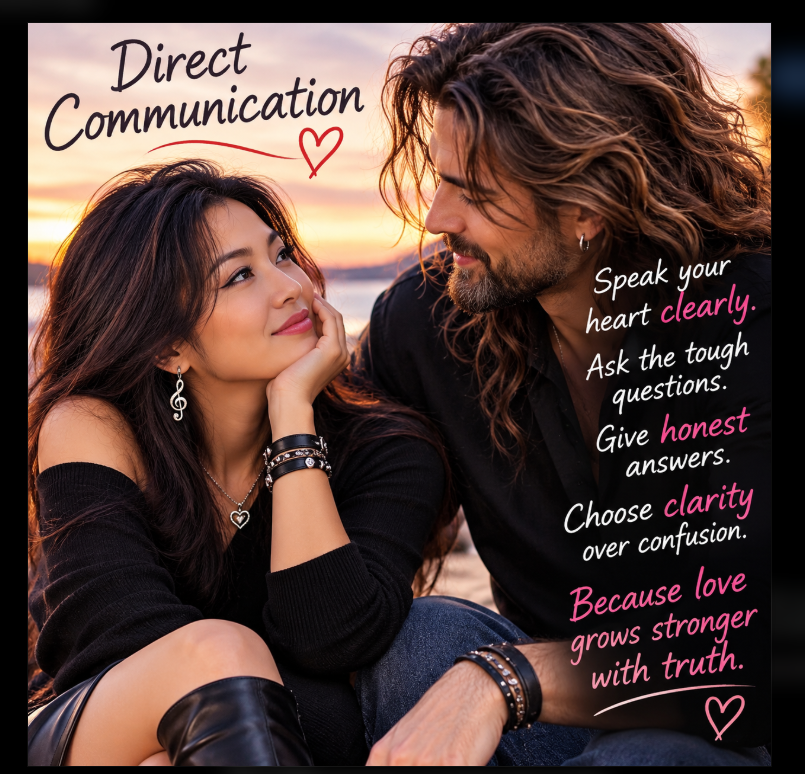 Direct
Communication
Speak your
heart clearly.
Ask the tough
questions.
Give honest
answers.
Choose clarity
over confusion.
Because love
grows stronger
with truth.